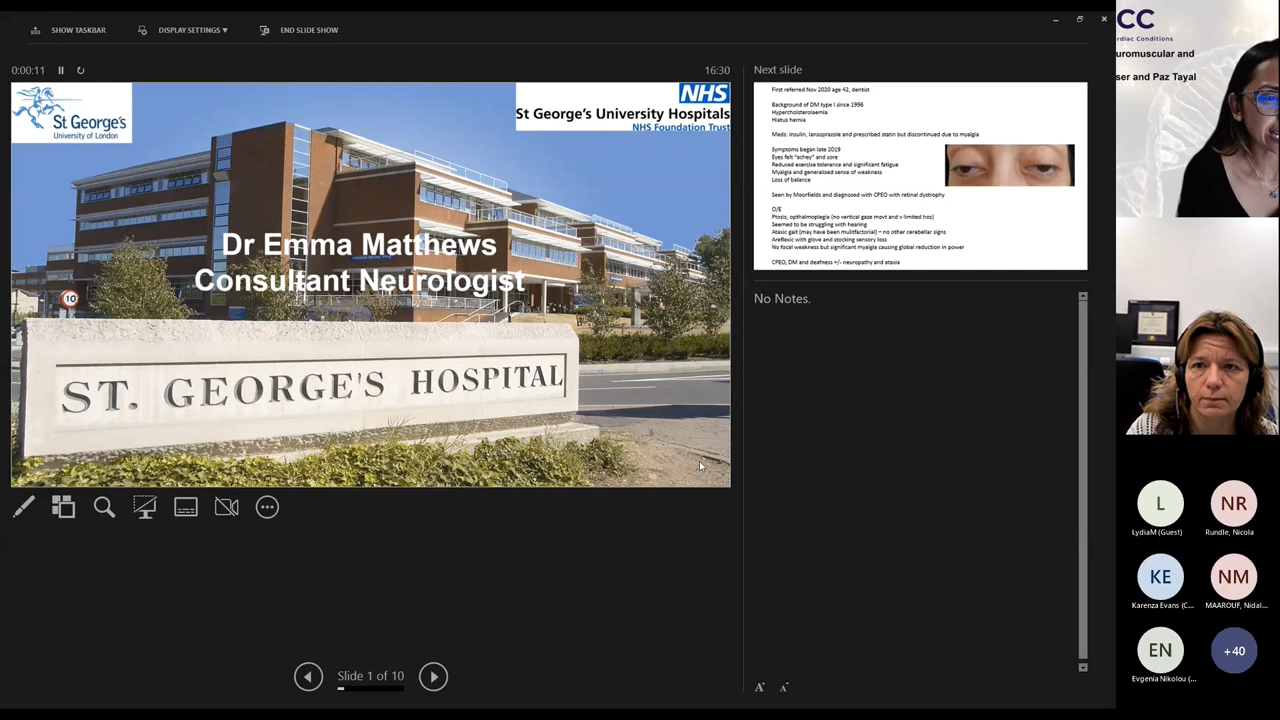 SHOW TASKBAR
DISPLAY SETTINGS ▼
END SLIDE SHOW
0:00:11
16:30
St George's
University of London
NHS
St George's University Hospitals
NHS Foundation Trust
10
Dr Emma Matthews
Consultant Neurologist
ST. GEORGE'S HOSPITAL
Slide 1 of 10
Next slide
First referred Nov 2020 age 42, dentist
Background of DM type I since 1996
Hypercholsterolaemia
Hiatus hernia
Meds: insulin, lansoprazole and prescribed statin but discontinued due to myalgia
Symptoms began late 2019
Eyes felt "achey" and sore
Reduced exercise tolerance and significant fatigue
Myalgia and generalised sense of weakness
Loss of balance
Seen by Moorfields and diagnosed with CPEO with retinal dystrophy
O/E
Ptosis, opthalmoplegia (no vertical gaze movt and v limited hoz)
Seemed to be struggling with hearing
Ataxic gait (may have been mulitfactorial) – no other cerebellar signs
Areflexic with glove and stocking sensory loss
No focal weakness but significant myalgia causing global reduction in power
CPEO, DM and deafness +/- neuropathy and ataxia
No Notes.
A A
CC
rdiac Conditions
uromuscular and
ser and Paz Tayal
L
LydiaM (Guest)
NR
Rundle, Nicola
KE
Karenza Evans (C...
NM
MAAROUF, Nidal...
EN
Evgenia Nikolou (...
+40